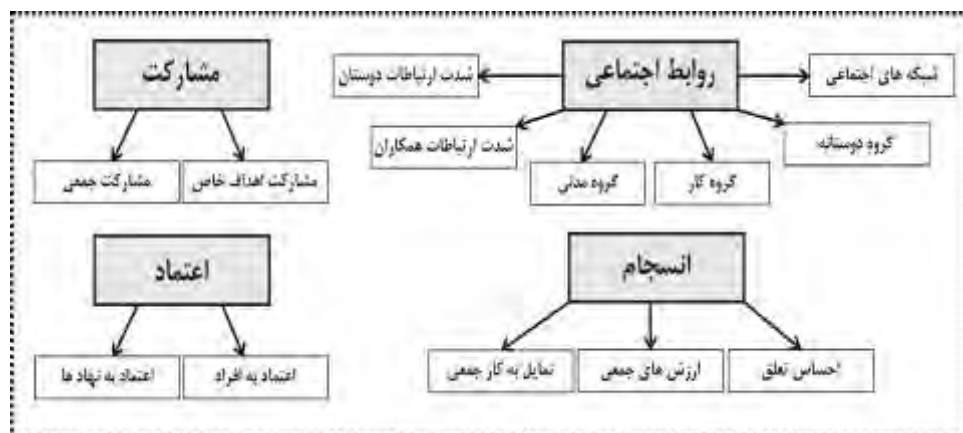 روابط اجتماعی
شبکه های اجتماعی
گروه دوستانه
گروه کار
گروه مدنی
شدت ارتباطات همکاران
شدت ارتباطات دوستان
مشارکت
مشارکت اهداف خاص
مشارکت جمعی
انسجام
احساس تعلق
ارزش های جمعی
تمایل به کار جمعی
اعتماد
اعتماد به افراد
اعتماد به نهاد ها